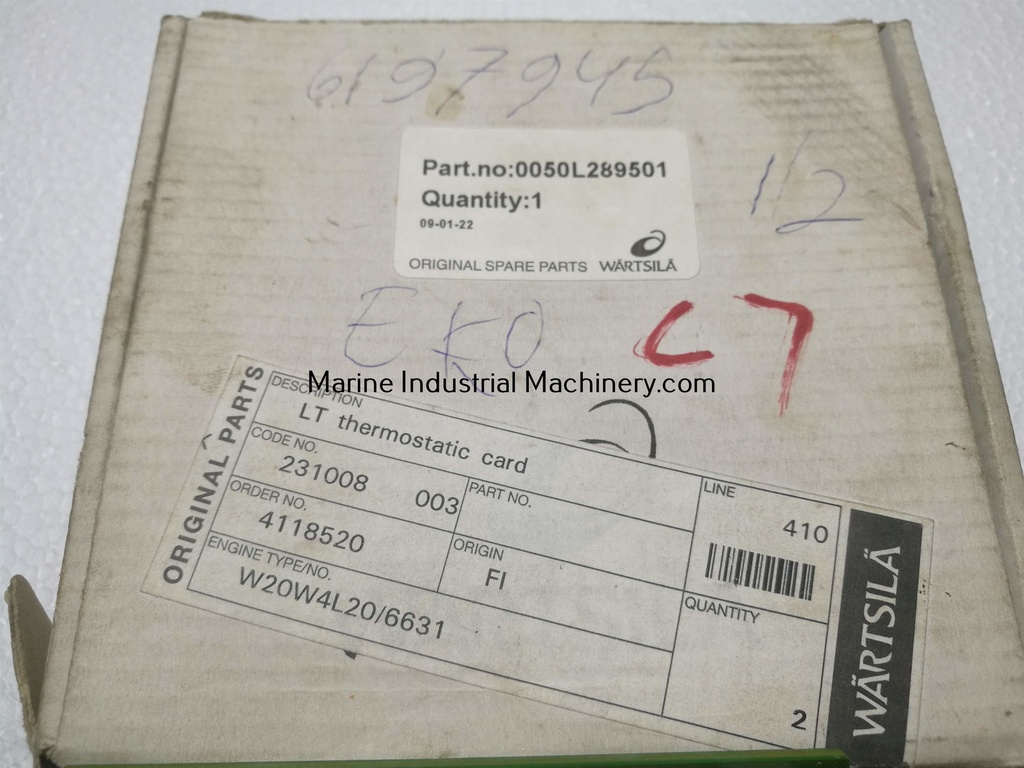 6197945
Part.no:0050L289501
Quantity:1
09-01-22
ORIGINAL SPARE PARTS WÄRTSILÄ
1/2
EKO
LT
Marine Industrial Machinery.com
ORIGINAL PARTS
DESCRIPTION
LT thermostatic card
CODE NO.
231008 003
PART NO.
LINE
410
ORDER NO.
4118520
ORIGIN
FI
ENGINE TYPE/NO.
W20W4L20/6631
QUANTITY
2
WÄRTSILÄ